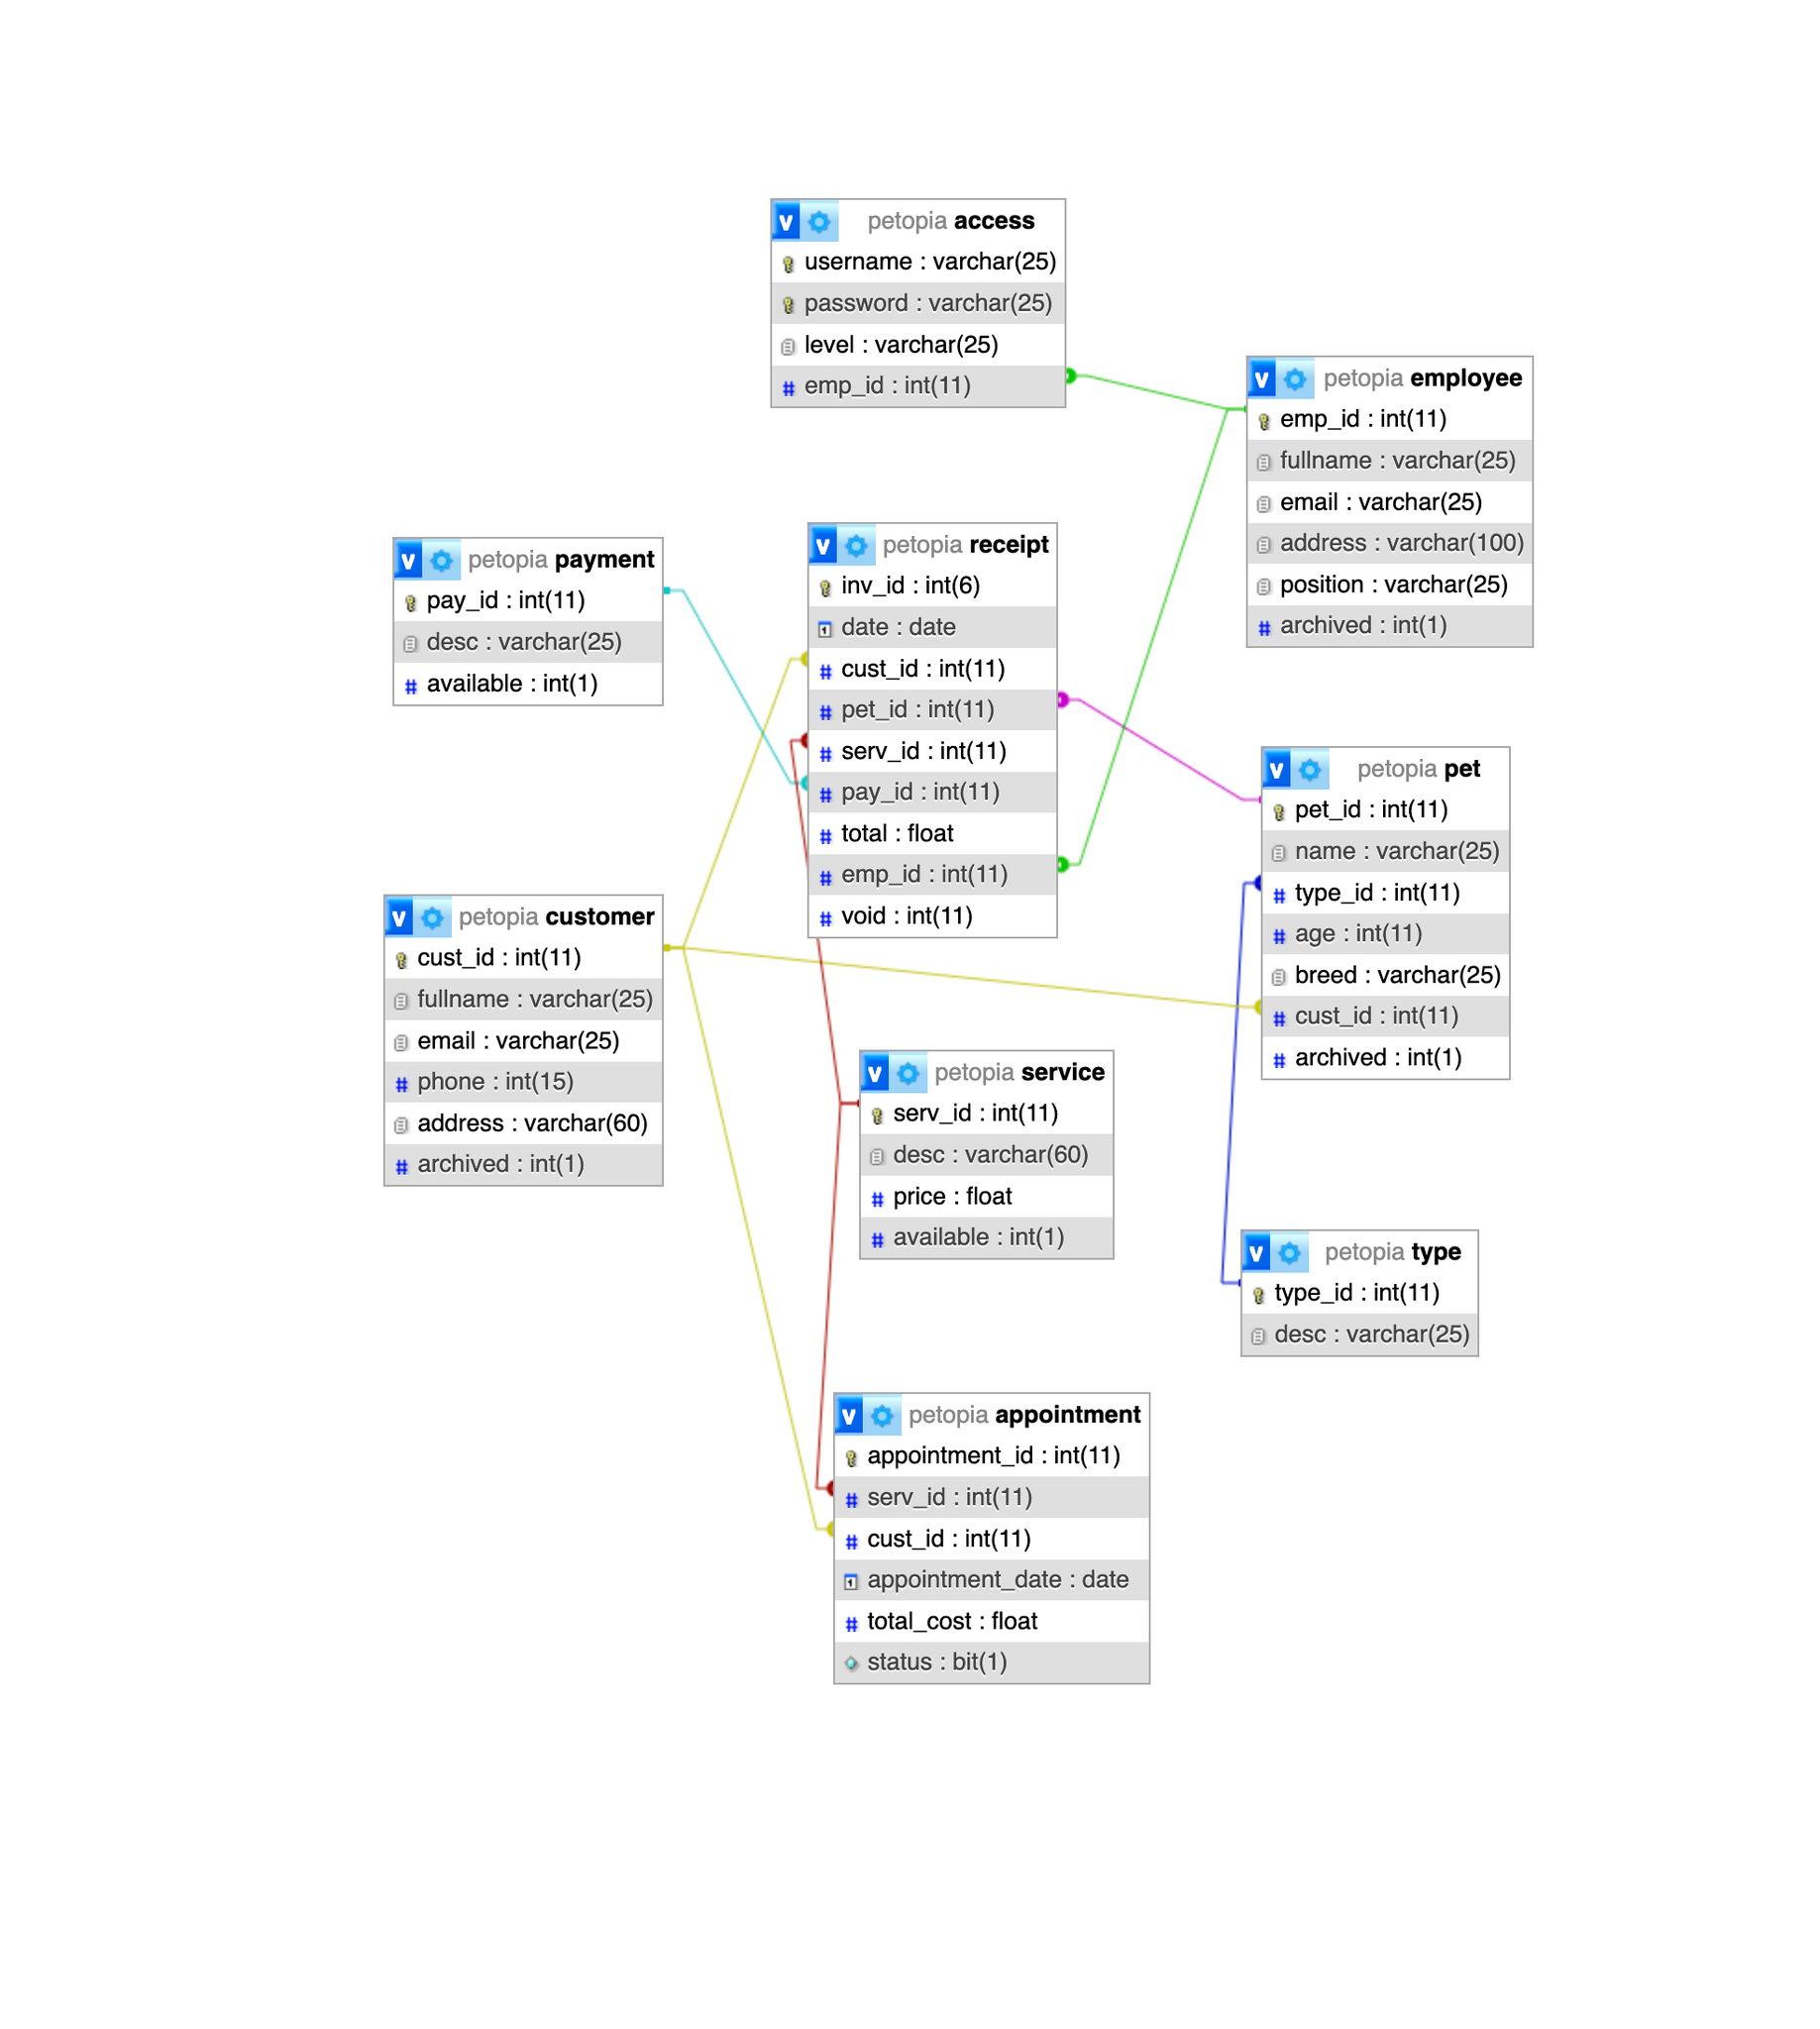 v petopia access
username : varchar(25)
password : varchar(25)
level : varchar(25)
# emp_id : int(11)
v petopia employee
emp_id : int(11)
fullname : varchar(25)
email : varchar(25)
address : varchar(100)
position : varchar(25)
# archived : int(1)
v petopia payment
pay_id : int(11)
desc : varchar(25)
# available : int(1)
v petopia receipt
inv_id : int(6)
date : date
# cust_id : int(11)
# pet_id : int(11)
# serv_id : int(11)
# pay_id : int(11)
# total : float
# emp_id : int(11)
# void : int(11)
v petopia pet
pet_id : int(11)
name : varchar(25)
# type_id : int(11)
# age : int(11)
breed : varchar(25)
# cust_id : int(11)
# archived : int(1)
v petopia customer
cust_id : int(11)
fullname : varchar(25)
email : varchar(25)
# phone : int(15)
address : varchar(60)
# archived : int(1)
v petopia service
serv_id : int(11)
desc : varchar(60)
# price : float
# available : int(1)
v petopia type
type_id : int(11)
desc : varchar(25)
v petopia appointment
appointment_id : int(11)
# serv_id : int(11)
# cust_id : int(11)
appointment_date : date
# total_cost : float
status : bit(1)